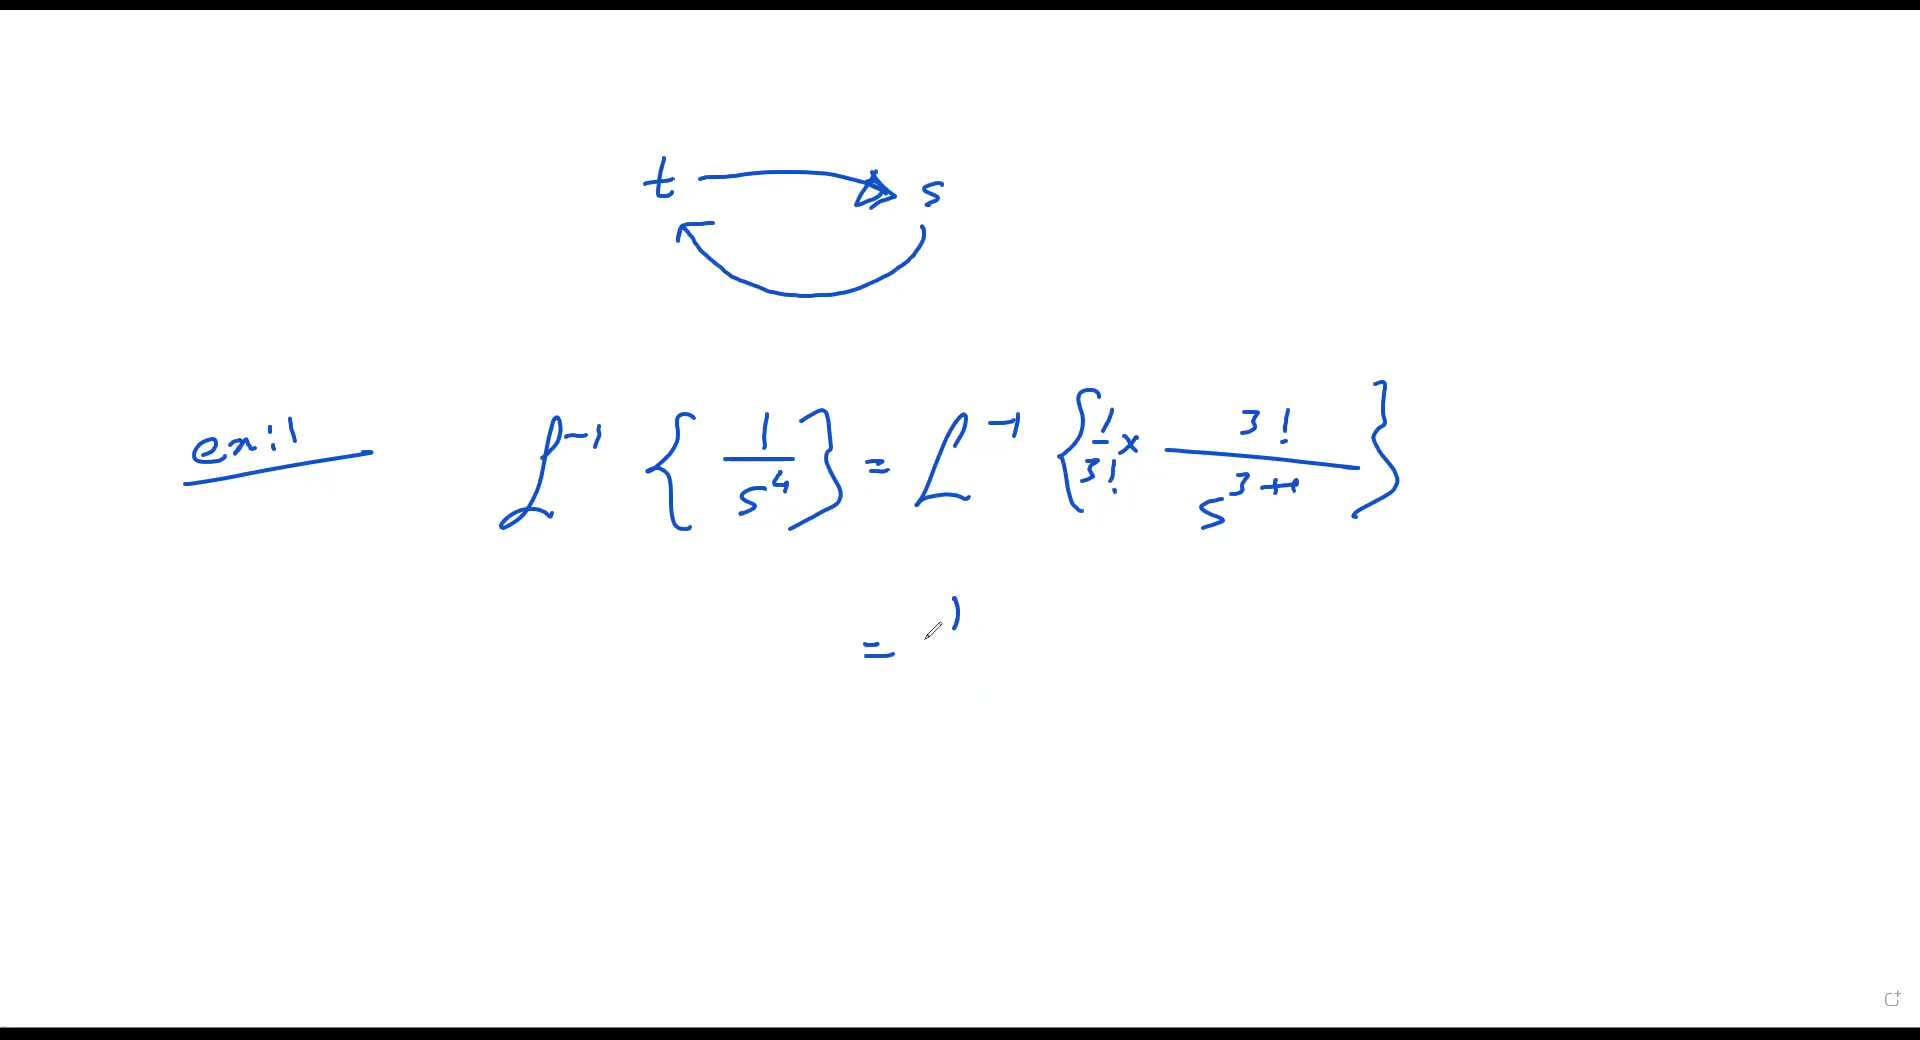 t → s
ex:1 ℒ⁻¹ { 1/s⁴ } = ℒ⁻¹ { 1/3! × 3!/s³⁺¹ }
= 1